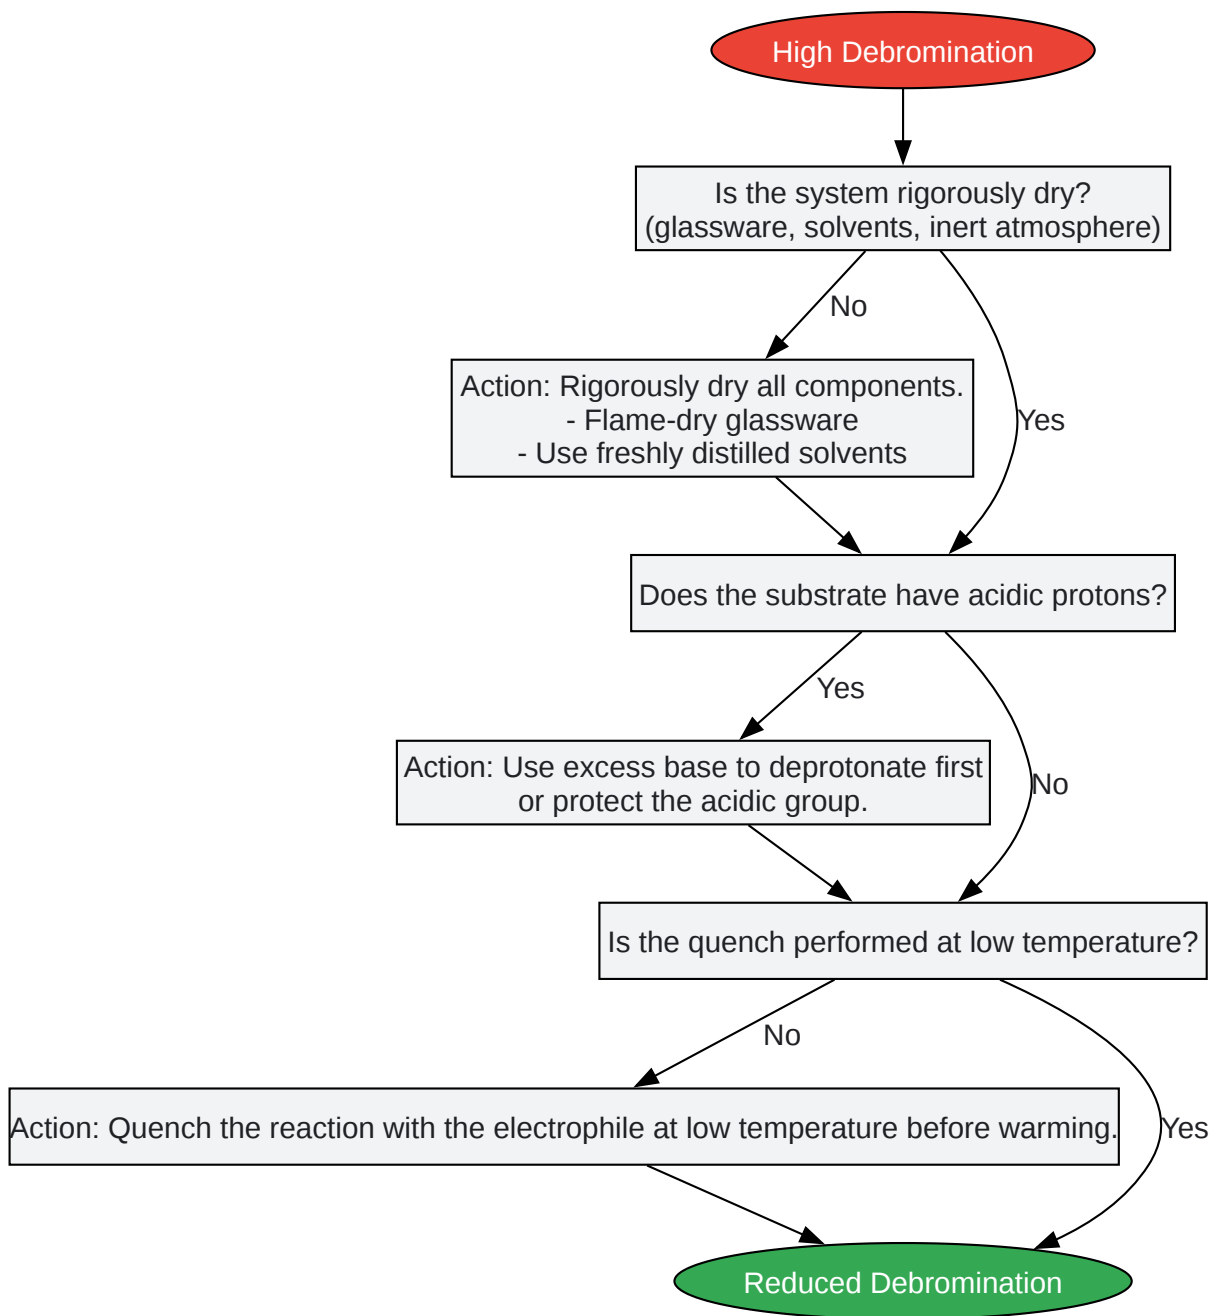 High Debromination
Is the system rigorously dry?
(glassware, solvents, inert atmosphere)
No
Yes
Action: Rigorously dry all components.
- Flame-dry glassware
- Use freshly distilled solvents
Does the substrate have acidic protons?
Yes
No
Action: Use excess base to deprotonate first
or protect the acidic group.
Is the quench performed at low temperature?
No
Yes
Action: Quench the reaction with the electrophile at low temperature before warming.
Reduced Debromination